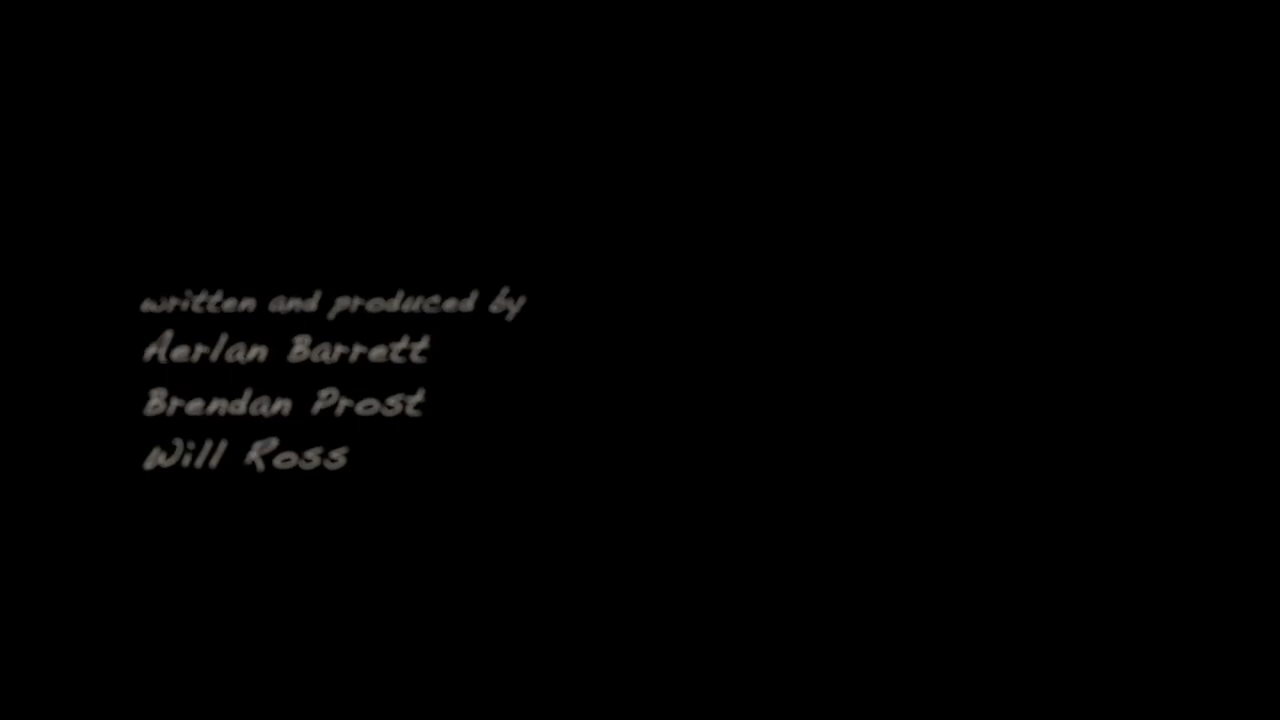 written and produced by
Aerlan Barrett
Brendan Prost
Will Ross